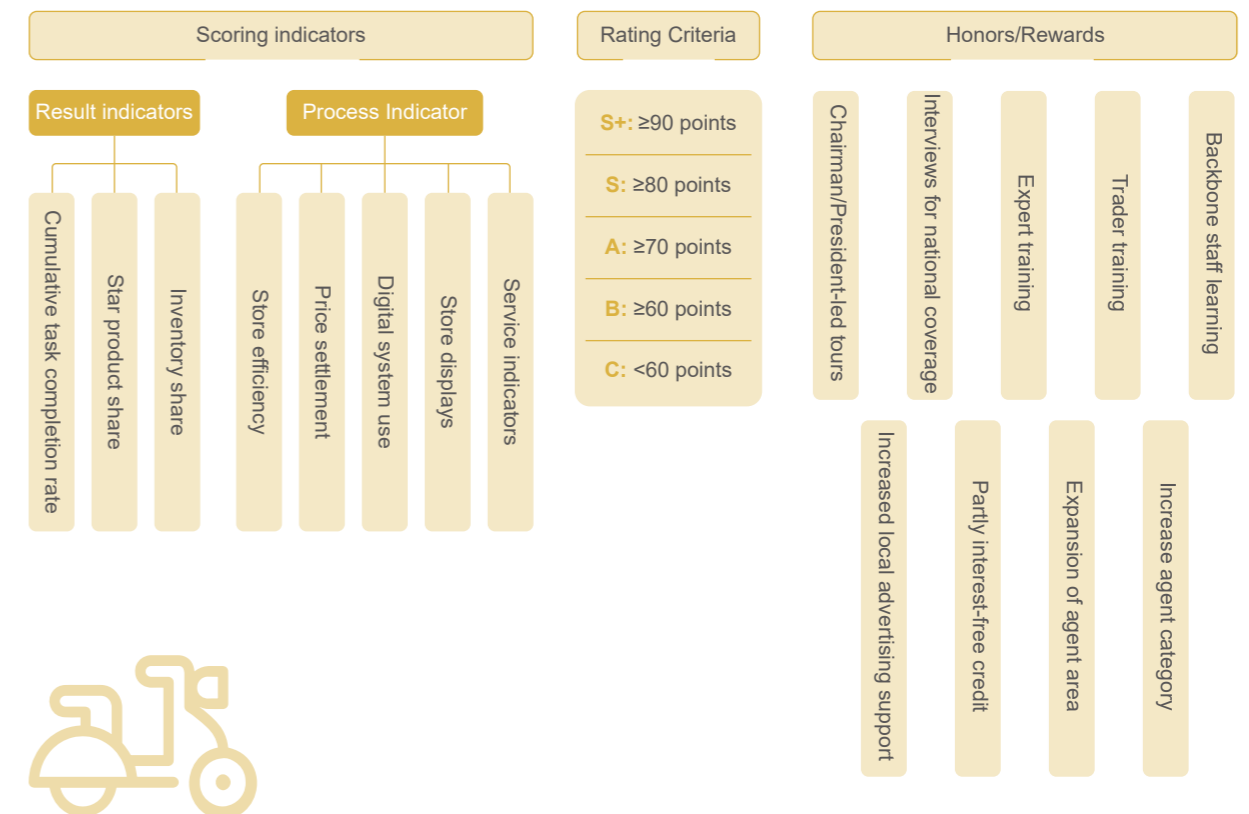 Scoring indicators
Result indicators
Process Indicator
Cumulative task completion rate
Star product share
Inventory share
Store efficiency
Price settlement
Digital system use
Store displays
Service indicators
Rating Criteria
S+: ≥90 points
S: ≥80 points
A: ≥70 points
B: ≥60 points
C: <60 points
Honors/Rewards
Chairman/President-led tours
Interviews for national coverage
Expert training
Trader training
Backbone staff learning
Increased local advertising support
Partly interest-free credit
Expansion of agent area
Increase agent category